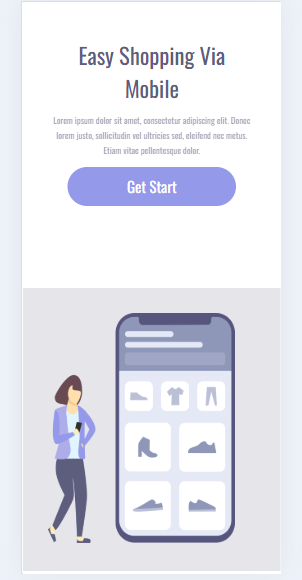 Easy Shopping Via
Mobile
Lorem ipsum dolor sit amet, consectetur adipiscing elit. Donec
lorem justo, sollicitudin vel ultricies sed, eleifend nec metus.
Etiam vitae pellentesque dolor.
Get Start